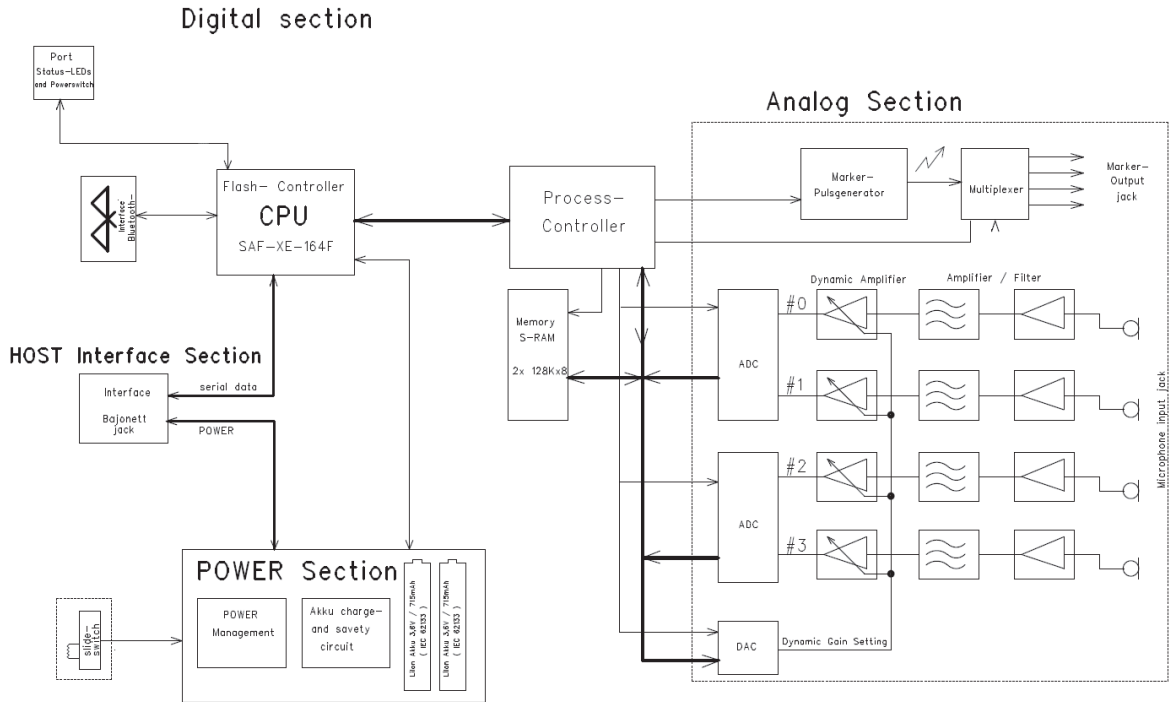 Digital section
Port
Status-LEDs
and Powerswitch
Analog Section
Flash- Controller
CPU
SAF-XE-164F
Interface
Bluetooth-
Process-
Controller
Marker-
Pulsgenerator
Multiplexer
Marker-
Output
jack
Memory
S-RAM
2x 128Kx8
ADC
#0
Dynamic Amplifier
Amplifier / Filter
#1
HOST Interface Section
Interface
Bajonett
jack
serial data
POWER
ADC
#2
#3
Microphone input jack
POWER Section
POWER
Management
Akku charge-
and savety
circuit
LiIon Akku 3,6V / 715mAh
( IEC 62133 )
LiIon Akku 3,6V / 715mAh
( IEC 62133 )
slide-
switch
DAC
Dynamic Gain Setting